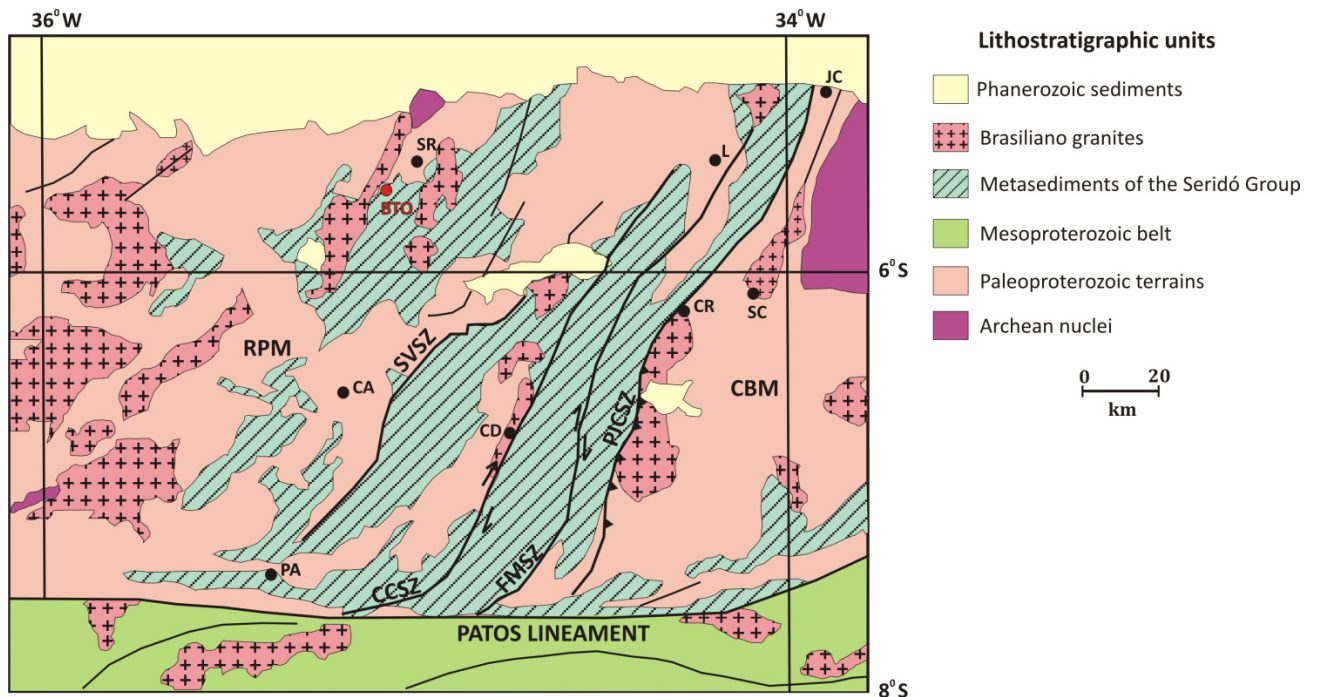 36°W
34°W
Lithostratigraphic units
JC
Phanerozoic sediments
Brasiliano granites
SR
L
BTO
Metasediments of the Seridó Group
Mesoproterozoic belt
6°S
Paleoproterozoic terrains
CR
SC
Archean nuclei
RPM
SVSZ
0 20
km
CA
CBM
CD
PJCSZ
PA
CCSZ
FMSZ
PATOS LINEAMENT
8°S